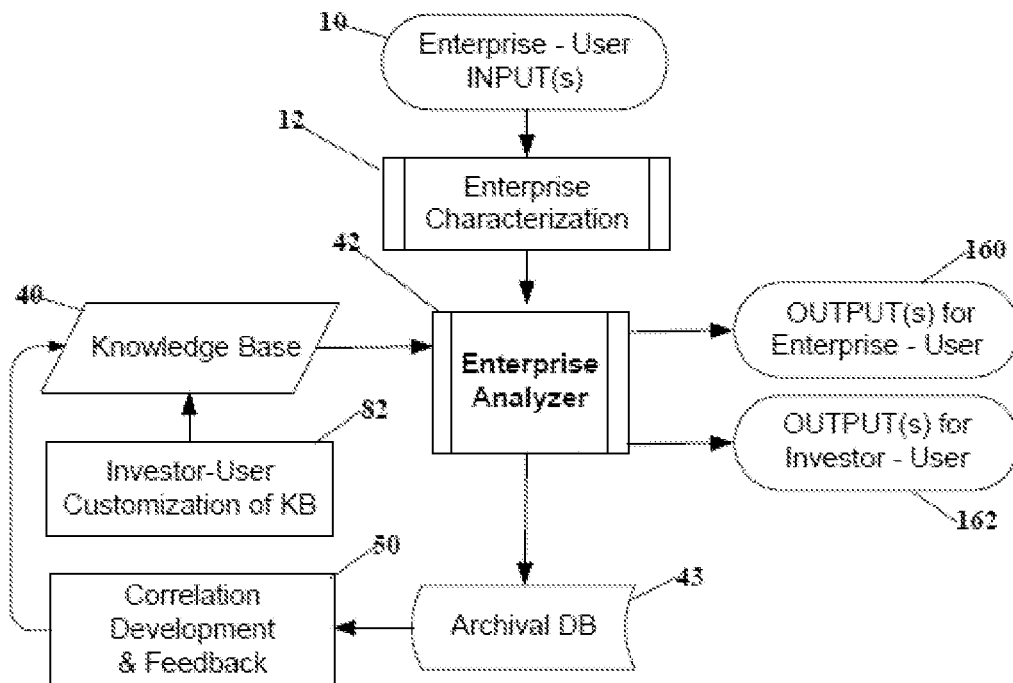 10
Enterprise - User
INPUT(s)
12
Enterprise
Characterization
42
160
40
OUTPUT(s) for
Enterprise - User
Knowledge Base
Enterprise
Analyzer
82
OUTPUT(s) for
Investor - User
Investor-User
Customization of KB
162
50
45
Correlation
Development
& Feedback
Archival DB